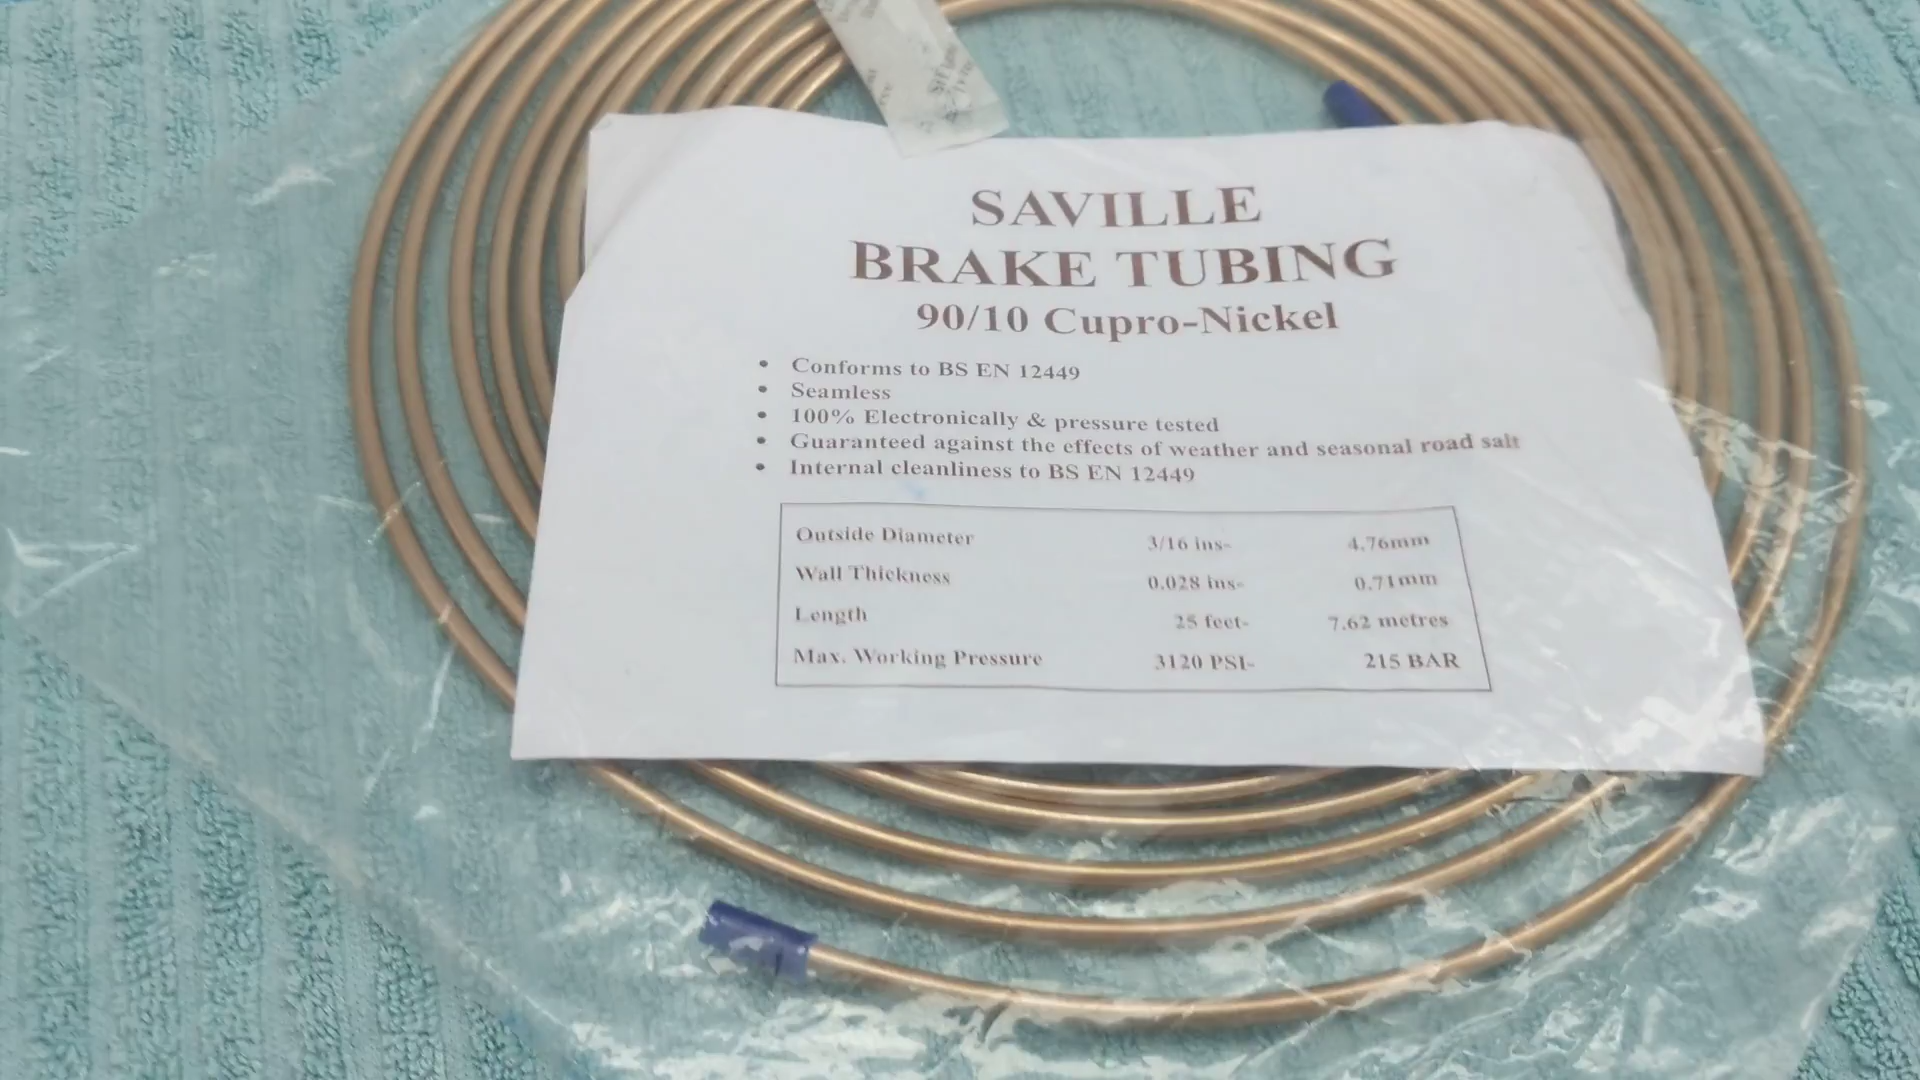 SAVILLE
BRAKE TUBING
90/10 Cupro-Nickel
• Conforms to BS EN 12449
• Seamless
• 100% Electronically & pressure tested
• Guaranteed against the effects of weather and seasonal road salt
• Internal cleanliness to BS EN 12449
Outside Diameter 3/16 ins- 4.76mm
Wall Thickness 0.028 ins- 0.71mm
Length 25 feet- 7.62 metres
Max. Working Pressure 3120 PSI- 215 BAR